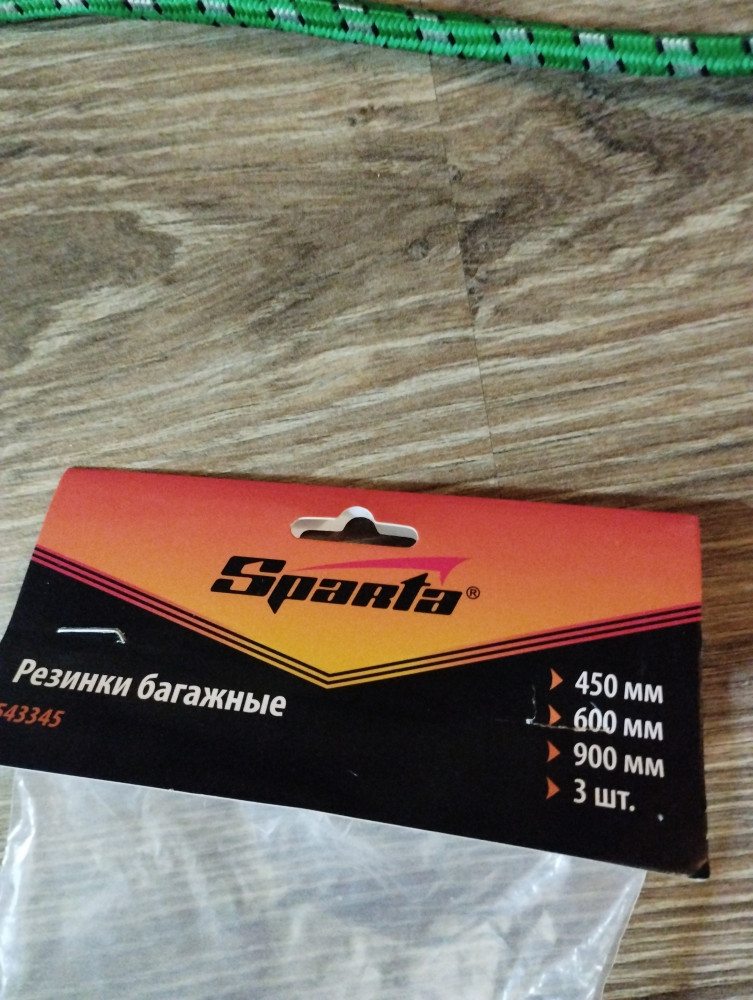 Sparta®
Резинки багажные
543345
450 мм
600 мм
900 мм
3 шт.